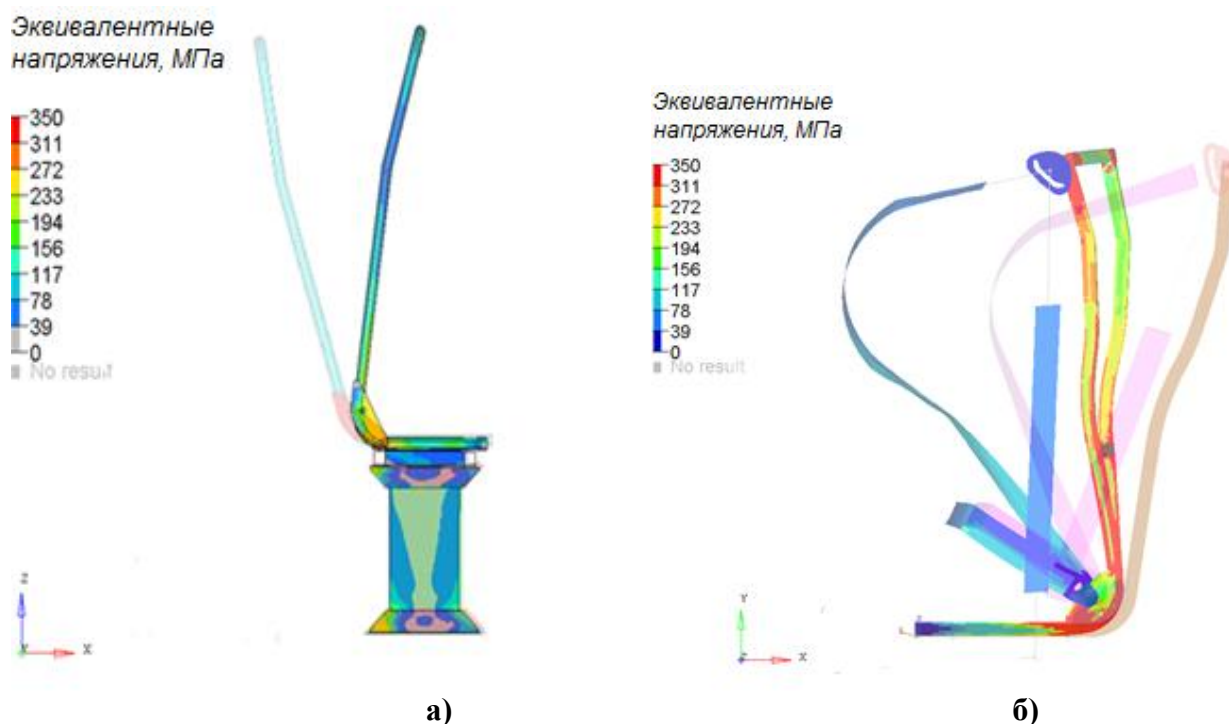 Эквивалентные
напряжения, МПа
350
311
272
233
194
156
117
78
39
0
No result
z
Y
X
а)
Эквивалентные
напряжения, МПа
350
311
272
233
194
156
117
78
39
0
No result
Y
Z
X
б)